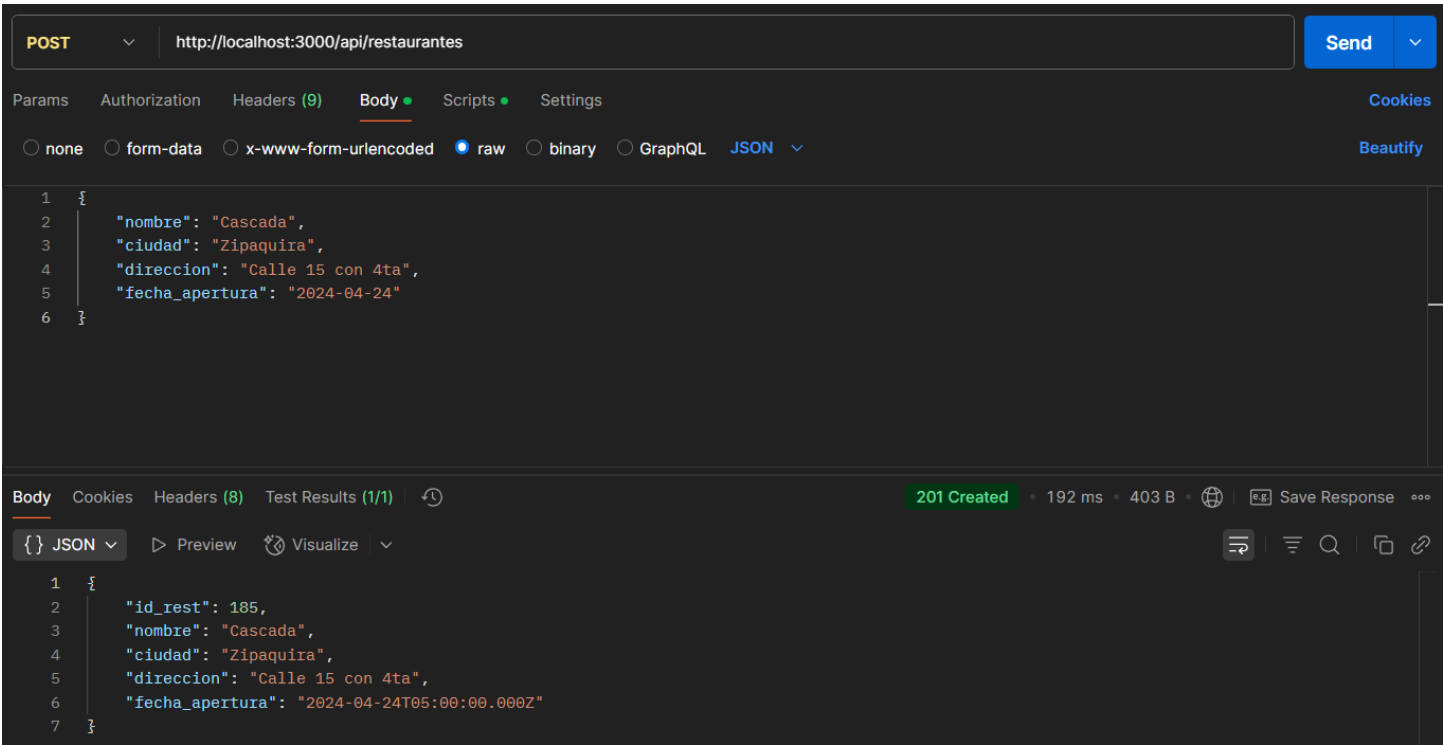 POST http://localhost:3000/api/restaurantes Send
Params Authorization Headers (9) Body Scripts Settings Cookies
none form-data x-www-form-urlencoded raw binary GraphQL JSON Beautify
1 {
2 "nombre": "Cascada",
3 "ciudad": "Zipaquira",
4 "direccion": "Calle 15 con 4ta",
5 "fecha_apertura": "2024-04-24"
6 }
Body Cookies Headers (8) Test Results (1/1) 201 Created • 192 ms • 403 B • e.g. Save Response
{} JSON Preview Visualize
1 {
2 "id_rest": 185,
3 "nombre": "Cascada",
4 "ciudad": "Zipaquira",
5 "direccion": "Calle 15 con 4ta",
6 "fecha_apertura": "2024-04-24T05:00:00.000Z"
7 }